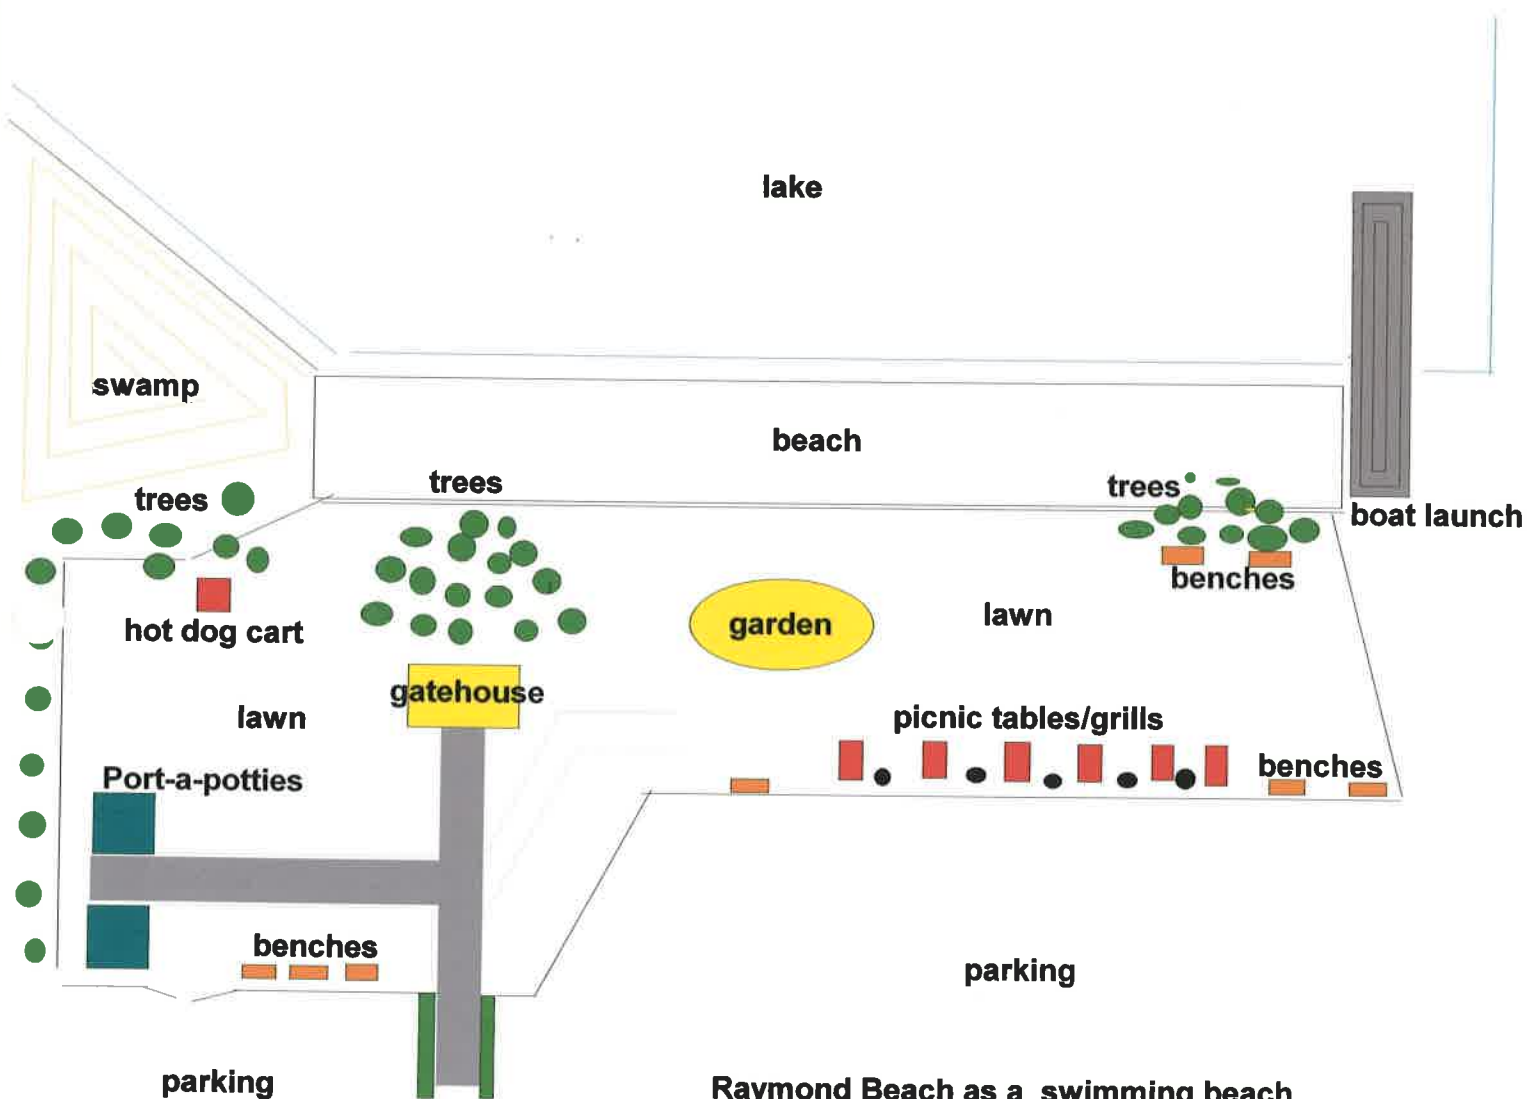 lake
swamp
beach
trees
trees
trees
boat launch
benches
hot dog cart
garden
lawn
gatehouse
lawn
picnic tables/grills
Port-a-potties
benches
benches
parking
parking
Raymond Beach as a swimming beach